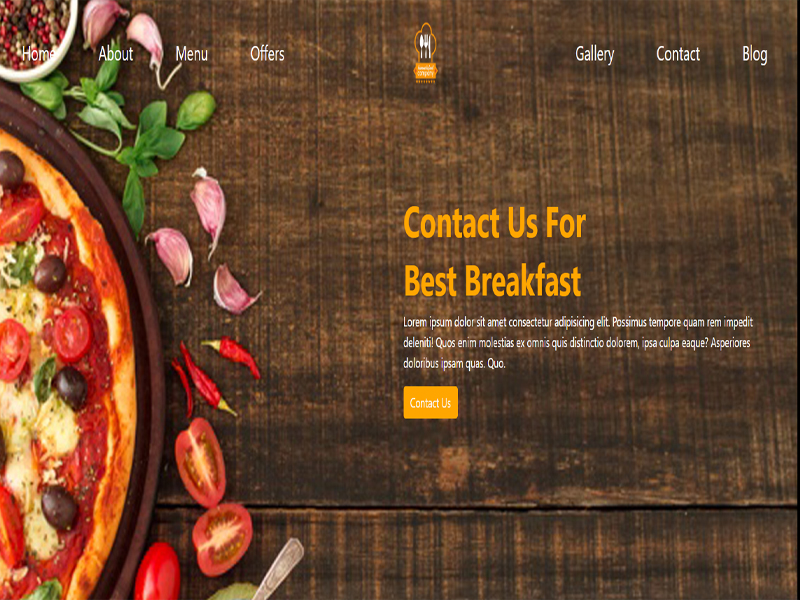 Home About Menu Offers Gallery Contact Blog
Contact Us For
Best Breakfast
Lorem ipsum dolor sit amet consectetur adipisicing elit. Possimus tempore quam rem impedit
deleniti! Quos enim molestias ex omnis quis distinctio dolorem, ipsa culpa eaque? Asperiores
doloribus ipsam quas. Quo.
Contact Us